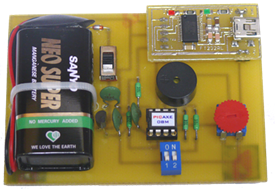 SANYO
NEO SUPER
MANGANESE BATTERY
NO MERCURY ADDED
WE LOVE THE EARTH
PICAXE
08M
ON
1 2